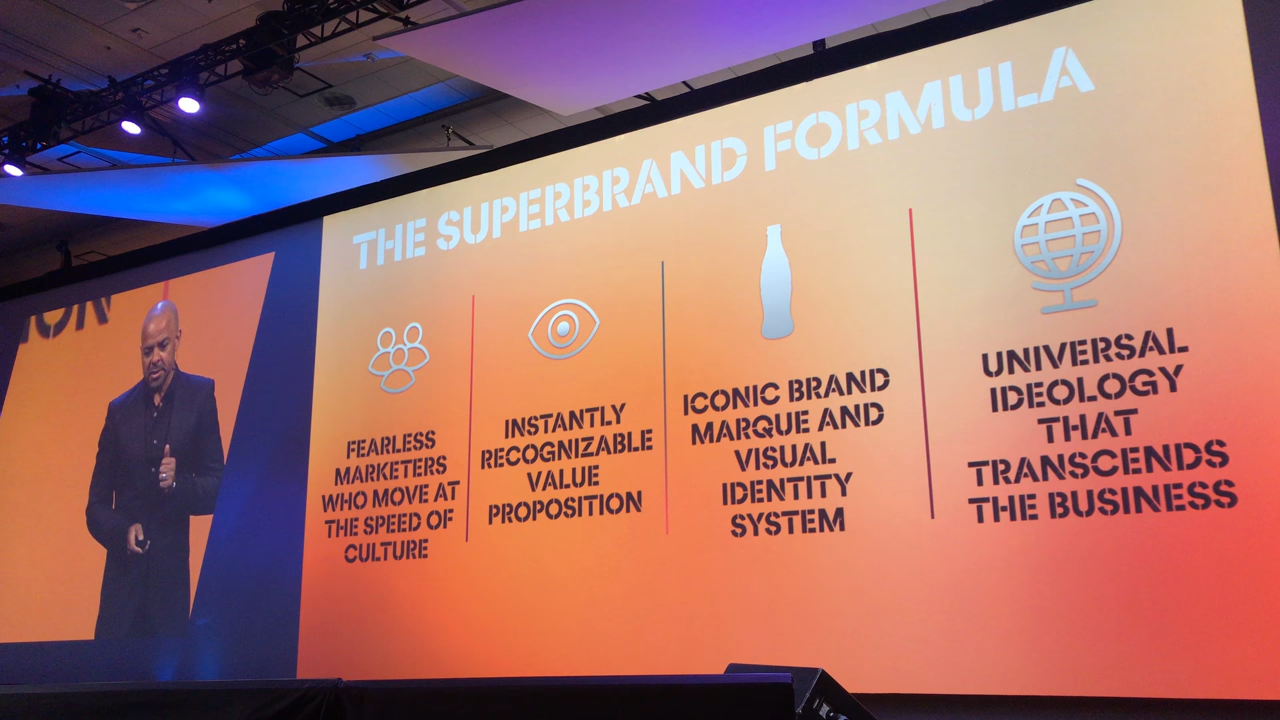 THE SUPERBRAND FORMULA
FEARLESS
MARKETERS
WHO MOVE AT
THE SPEED OF
CULTURE
INSTANTLY
RECOGNIZABLE
VALUE
PROPOSITION
ICONIC BRAND
MARQUE AND
VISUAL
IDENTITY
SYSTEM
UNIVERSAL
IDEOLOGY
THAT
TRANSCENDS
THE BUSINESS